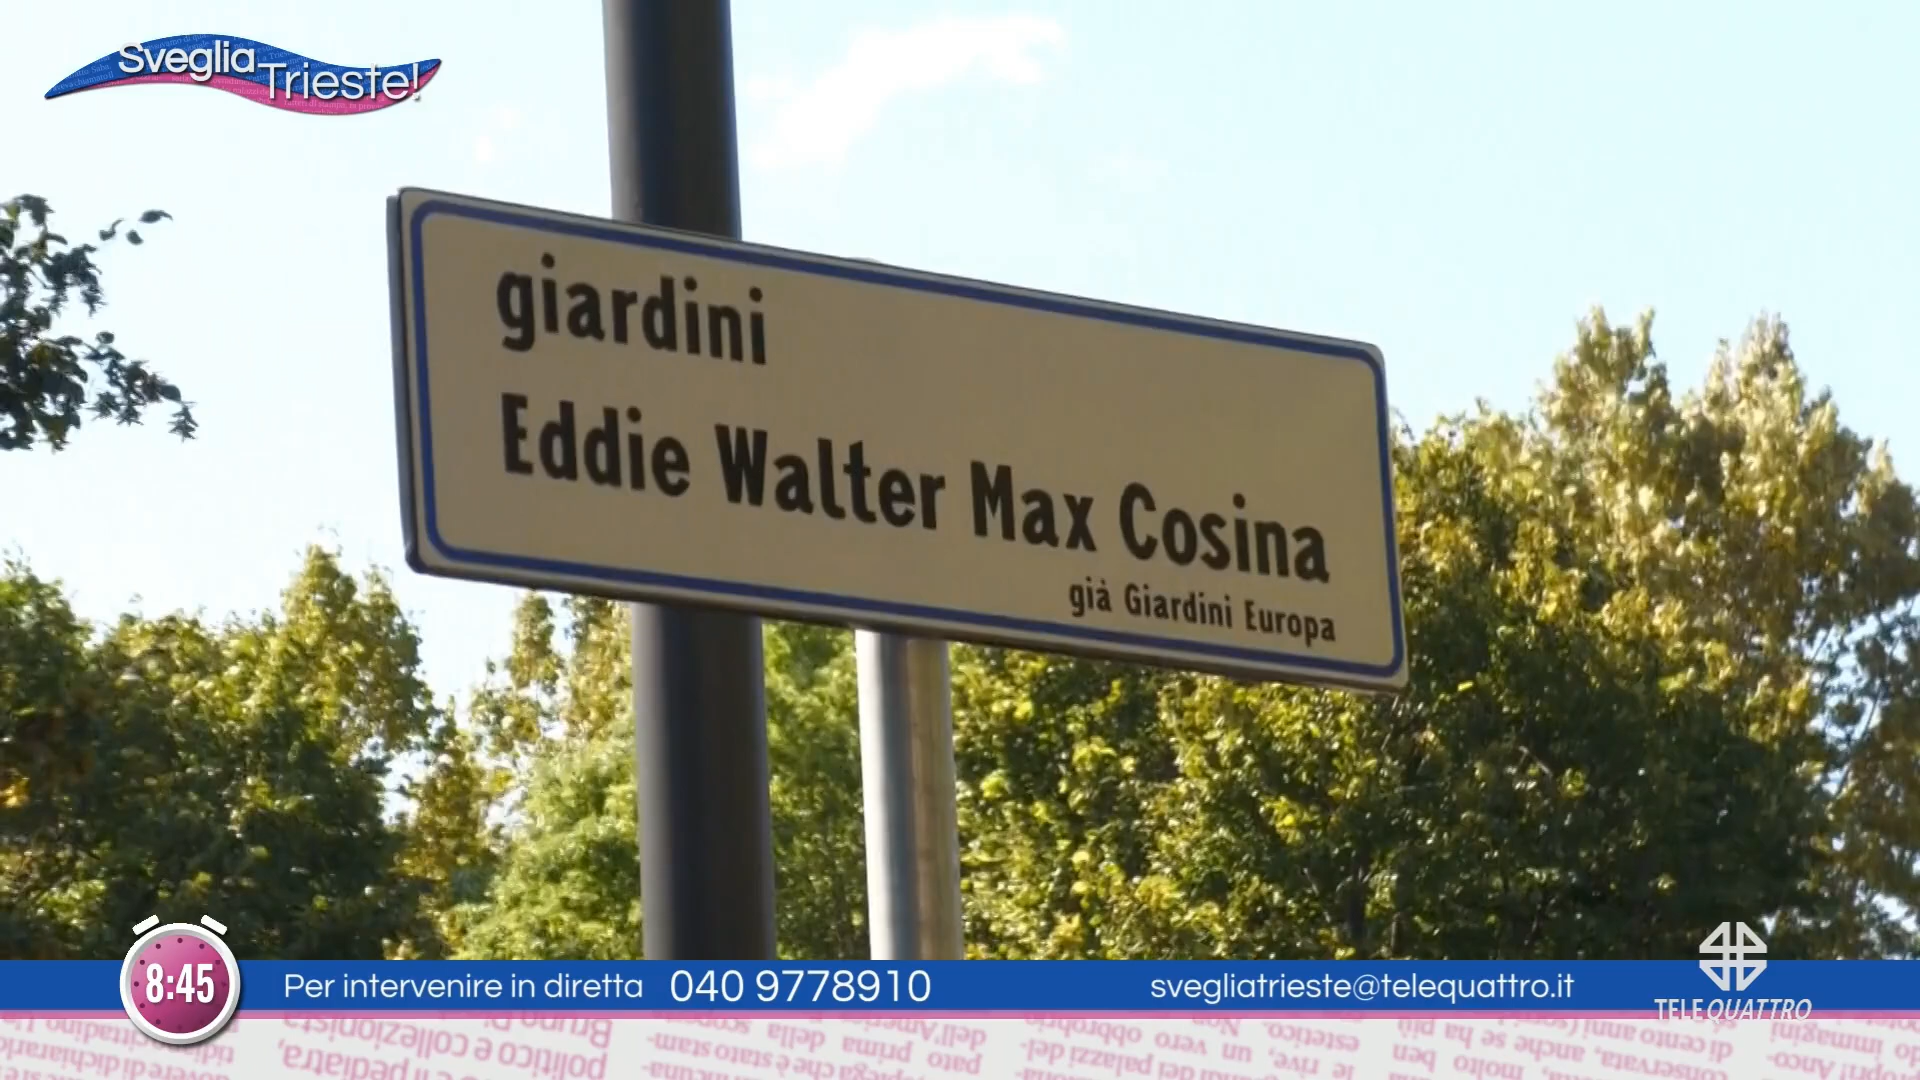 Sveglia
Trieste!
giardini
Eddie Walter Max Cosina
già Giardini Europa
8:45
Per intervenire in diretta 040 9778910
svegliatrieste@telequattro.it
TELEQUATTRO